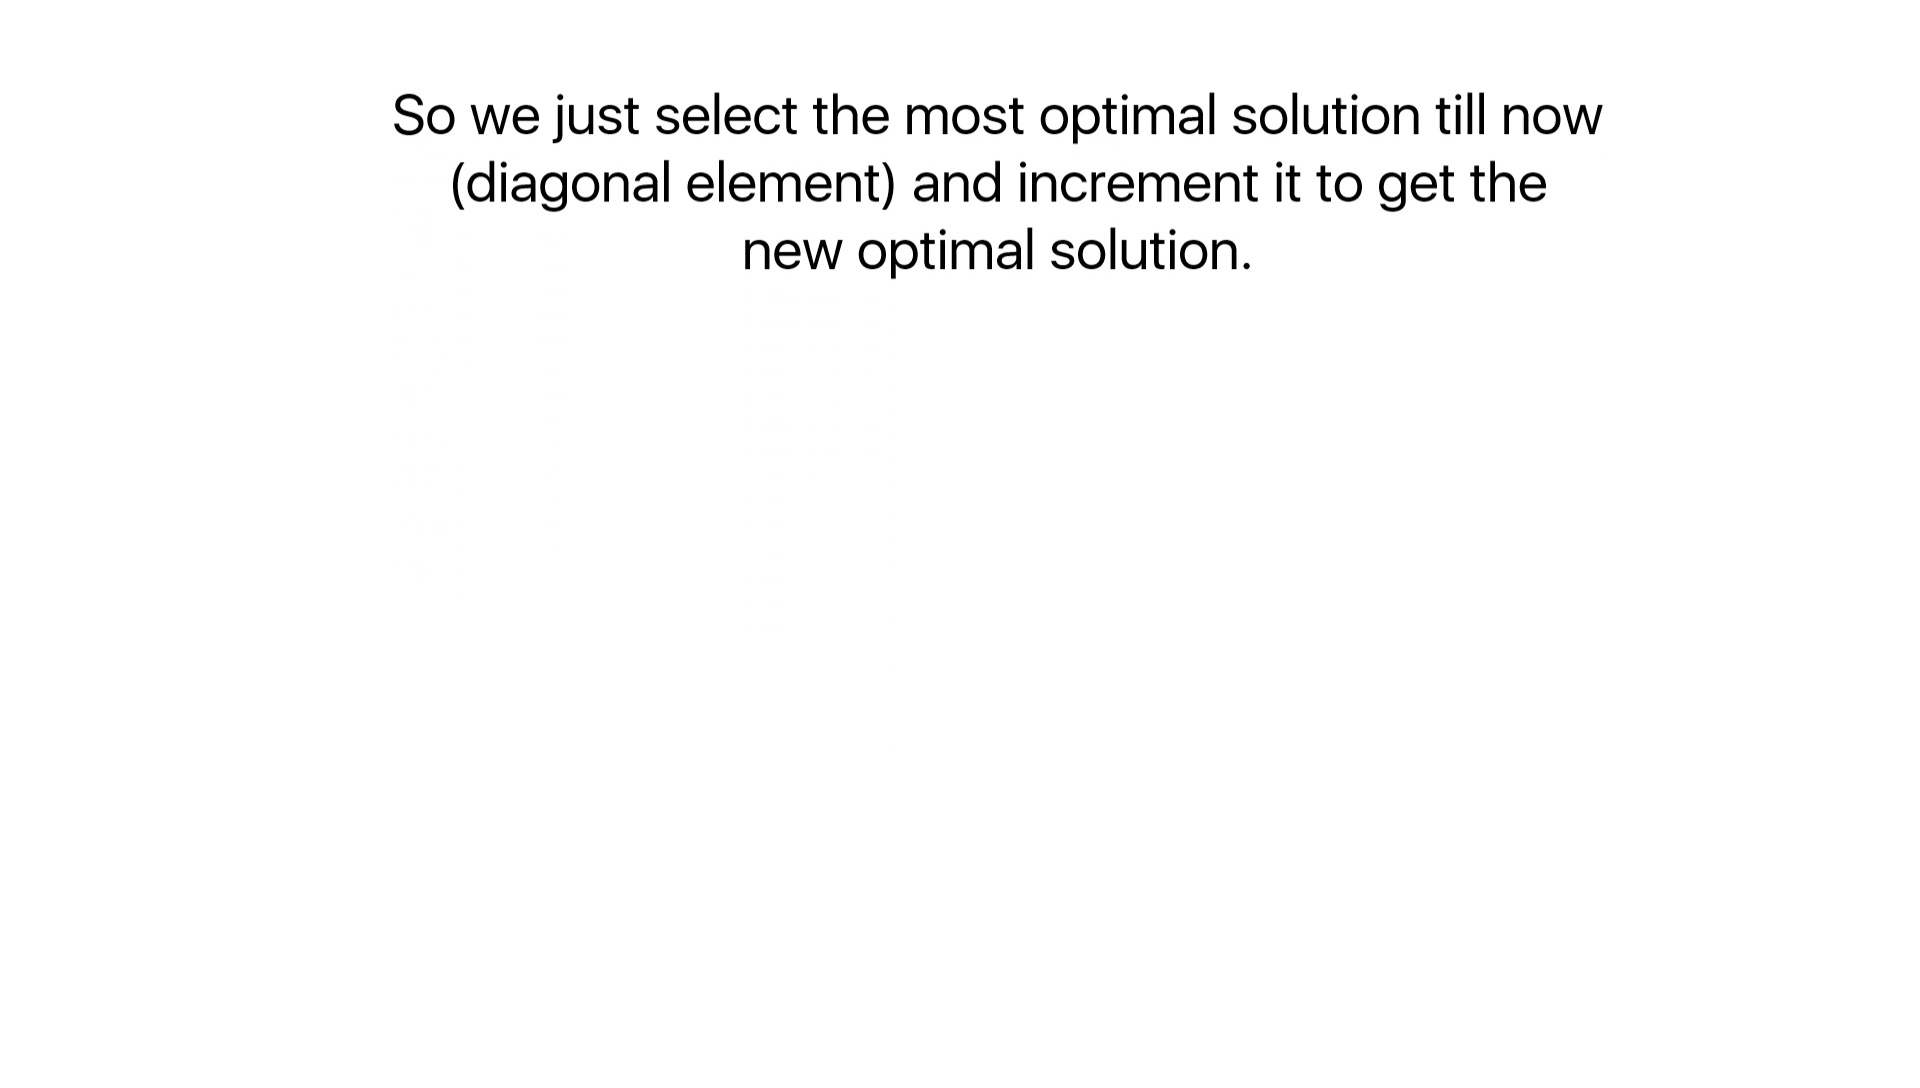 So we just select the most optimal solution till now
(diagonal element) and increment it to get the
new optimal solution.